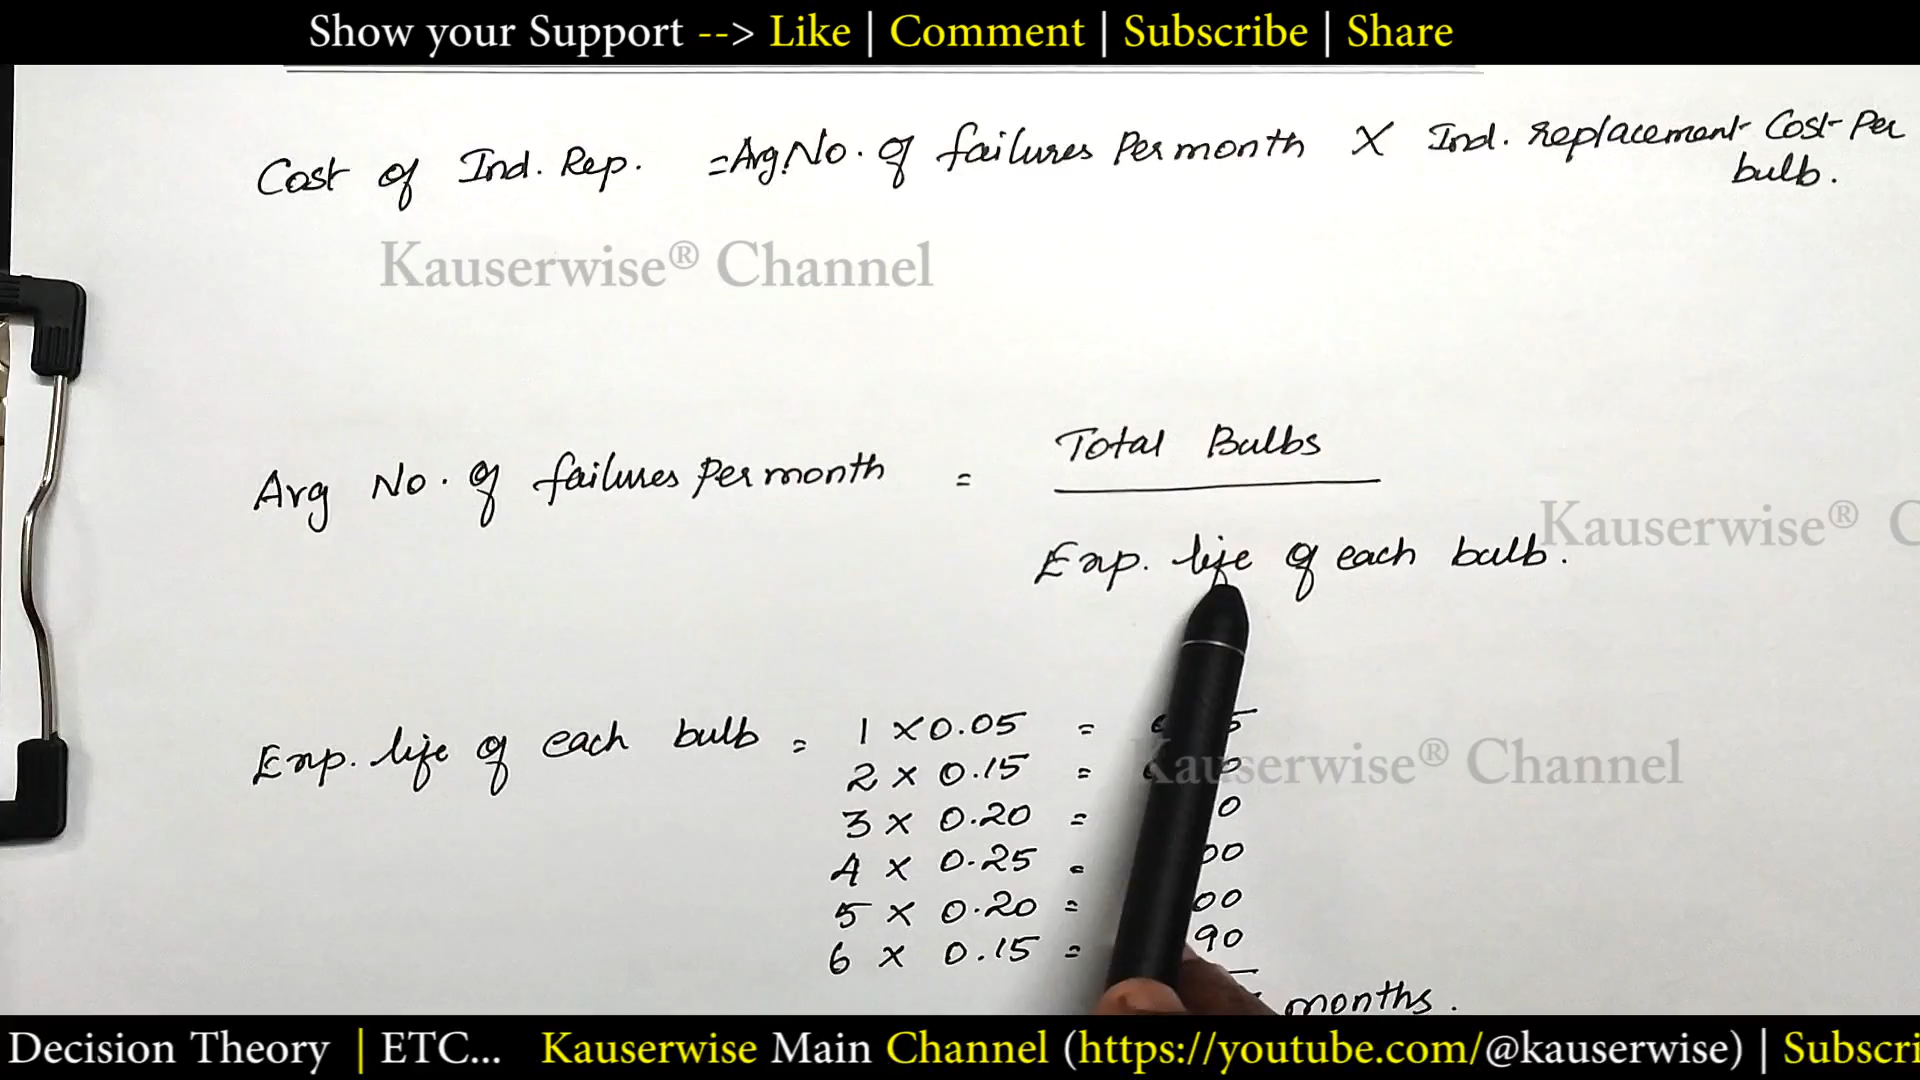 Show your Support --> Like | Comment | Subscribe | Share
Cost of Ind. Rep. = Avg. No. of failures Per month X Ind. replacement Cost Per
bulb.
Kauserwise® Channel
Total Bulbs
Avg No. of failures Per month =
Exp. life of each bulb.
Kauserwise® C
Exp. life of each bulb = 1 x 0.05 =
2 x 0.15 =
Kauserwise® Channel
3 x 0.20 =
4 x 0.25 =
5 x 0.20 =
6 x 0.15 = 90
months.
Decision Theory | ETC... Kauserwise Main Channel (https://youtube.com/@kauserwise) | Subscri